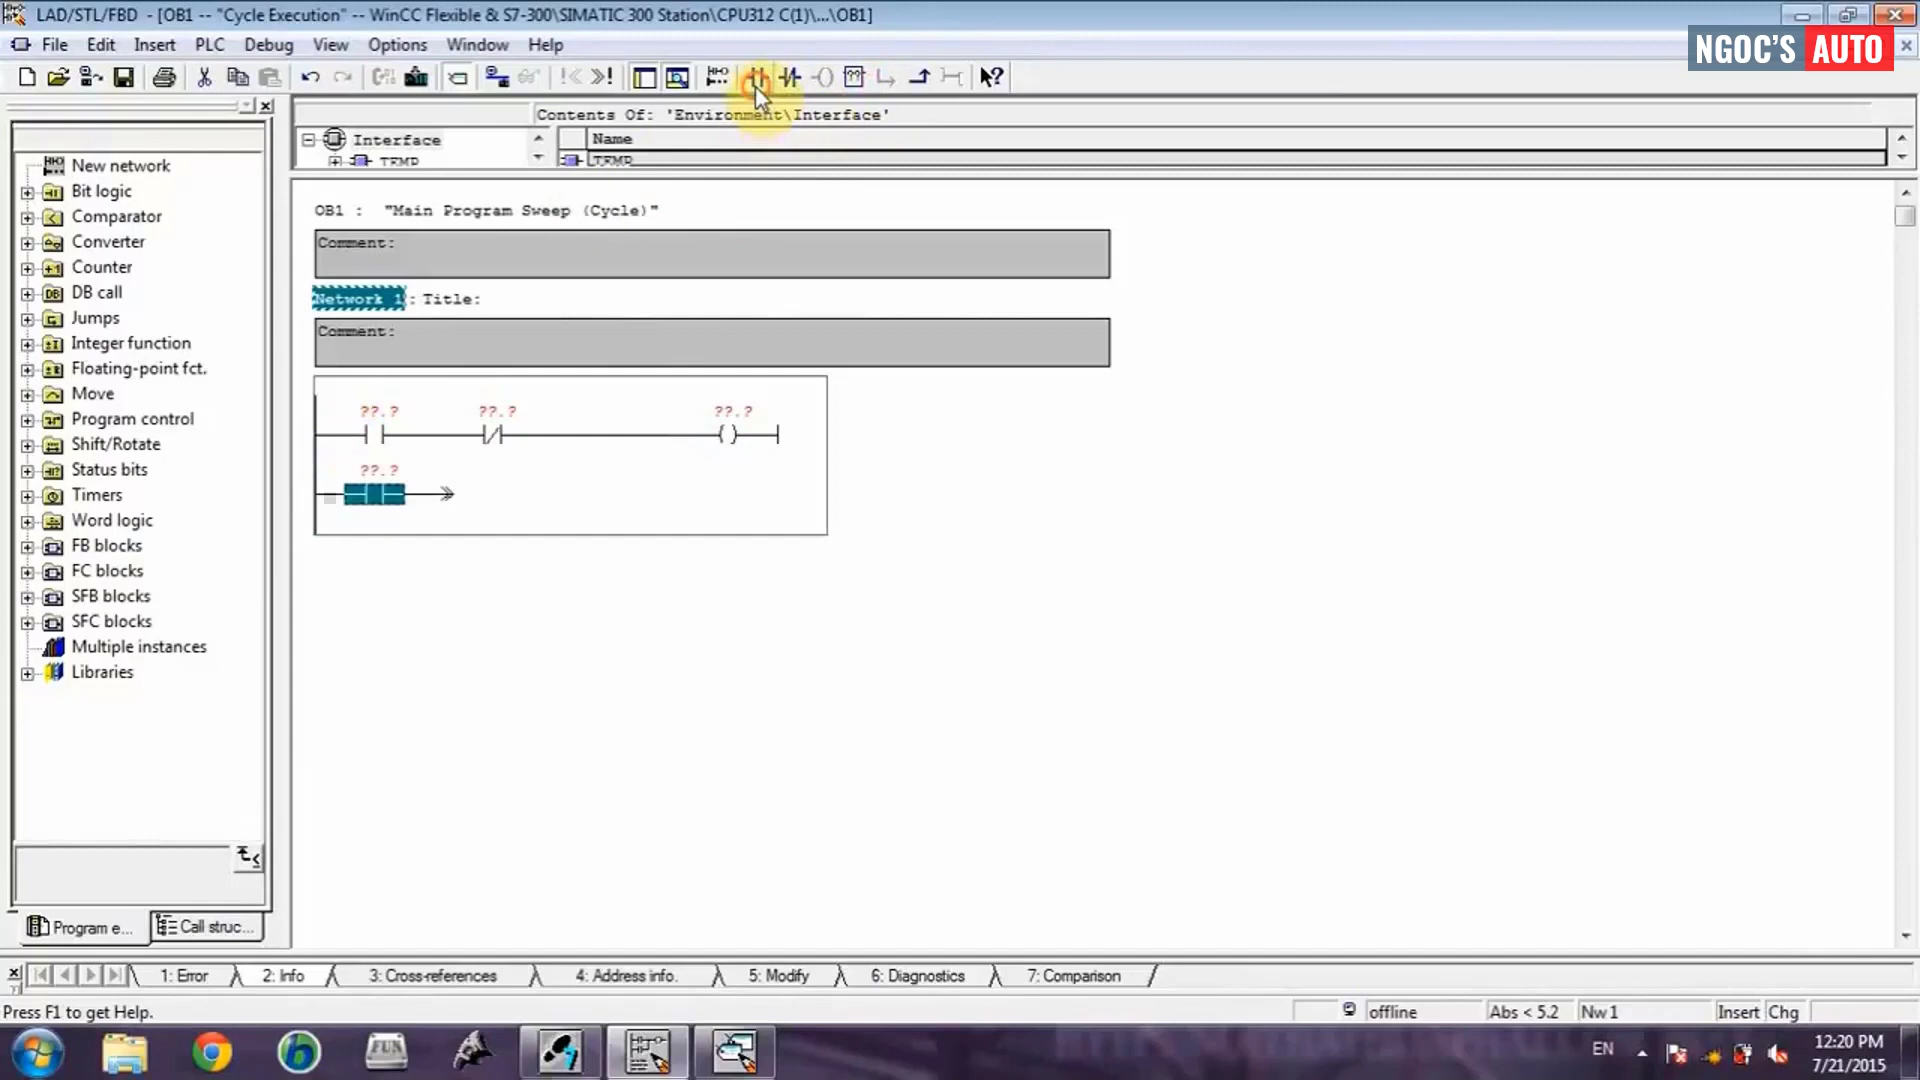 LAD/STL/FBD - [OB1 -- "Cycle Execution" -- WinCC Flexible & S7-300\SIMATIC 300 Station\CPU312 C(1)\...\OB1]
NGOC'S AUTO
File Edit Insert PLC Debug View Options Window Help
Contents Of: 'Environment\Interface'
Interface
Name
TEMP
TEMP
New network
Bit logic
Comparator
Converter
Counter
DB call
Jumps
Integer function
Floating-point fct.
Move
Program control
Shift/Rotate
Status bits
Timers
Word logic
FB blocks
FC blocks
SFB blocks
SFC blocks
Multiple instances
Libraries
OB1 : "Main Program Sweep (Cycle)"
Comment:
Network 1: Title:
Comment:
??.? ??.? ??.?
??.?
Program e... Call struc...
1: Error 2: Info 3: Cross-references 4: Address info. 5: Modify 6: Diagnostics 7: Comparison
Press F1 to get Help.
offline Abs < 5.2 Nw 1 Insert Chg
FUN
EN
12:20 PM
7/21/2015